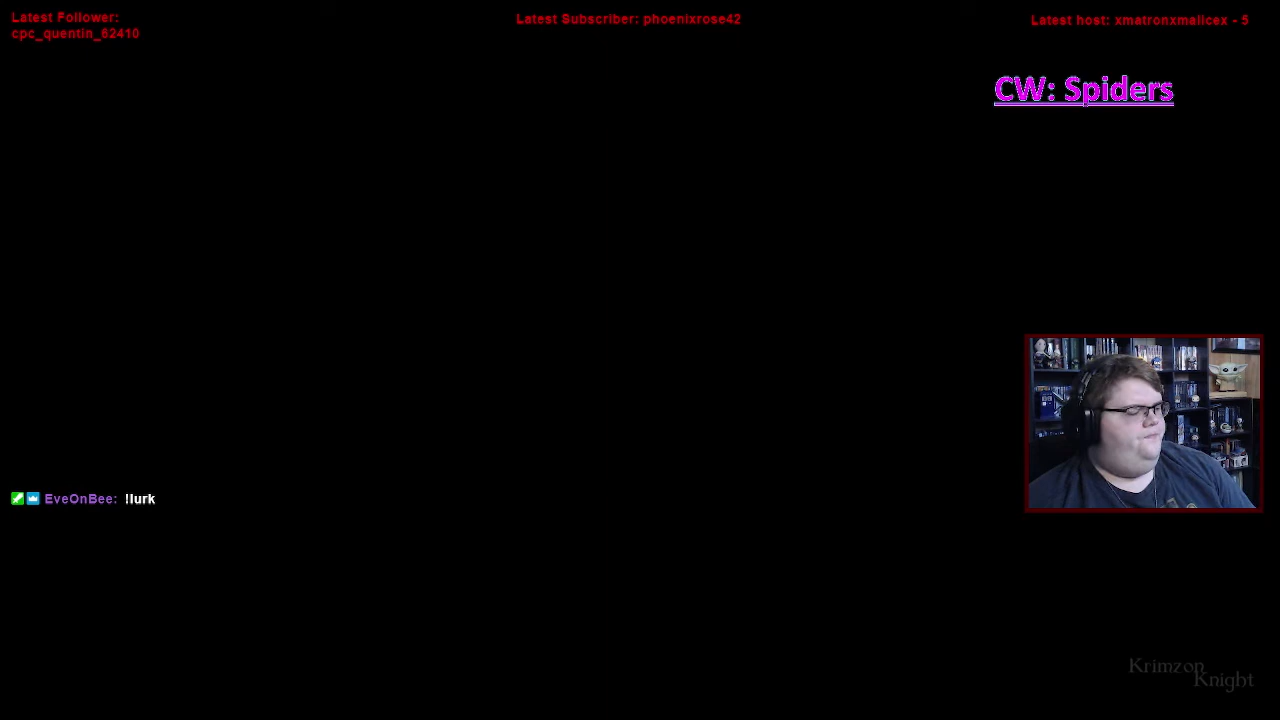 Latest Follower:
cpc_quentin_62410
Latest Subscriber: phoenixrose42
Latest host: xmatronxmalicex - 5
CW: Spiders
EveOnBee: !lurk
Krimzon
Knight